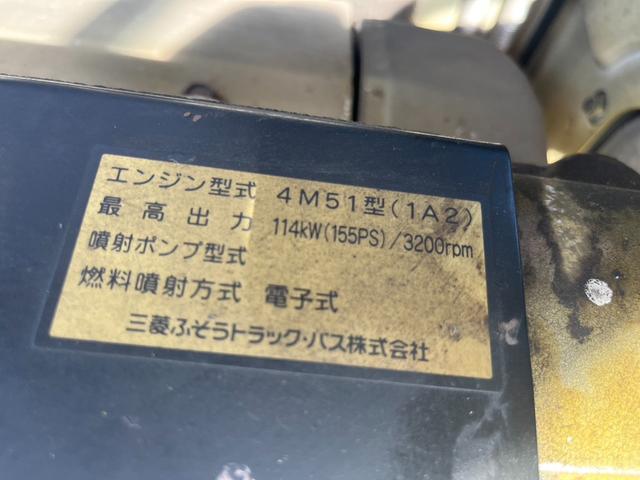 エンジン型式 4M51型(1A2)
最高出力 114kW(155PS)/3200rpm
噴射ポンプ型式
燃料噴射方式 電子式
三菱ふそうトラック・バス株式会社